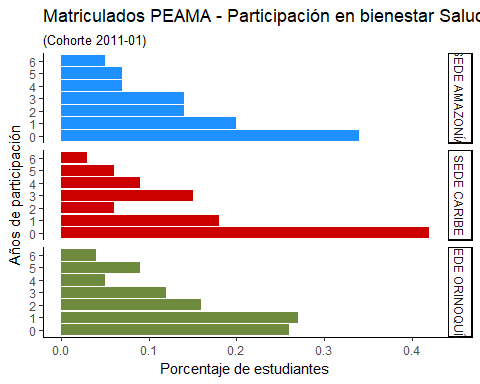 Matriculados PEAMA - Participación en bienestar Salud
(Cohorte 2011-01)
Años de participación
6
5
4
3
2
1
0
SEDE AMAZONÍA
6
5
4
3
2
1
0
SEDE CARIBE
6
5
4
3
2
1
0
EDE ORINOQUÍ
0.0 0.1 0.2 0.3 0.4
Porcentaje de estudiantes